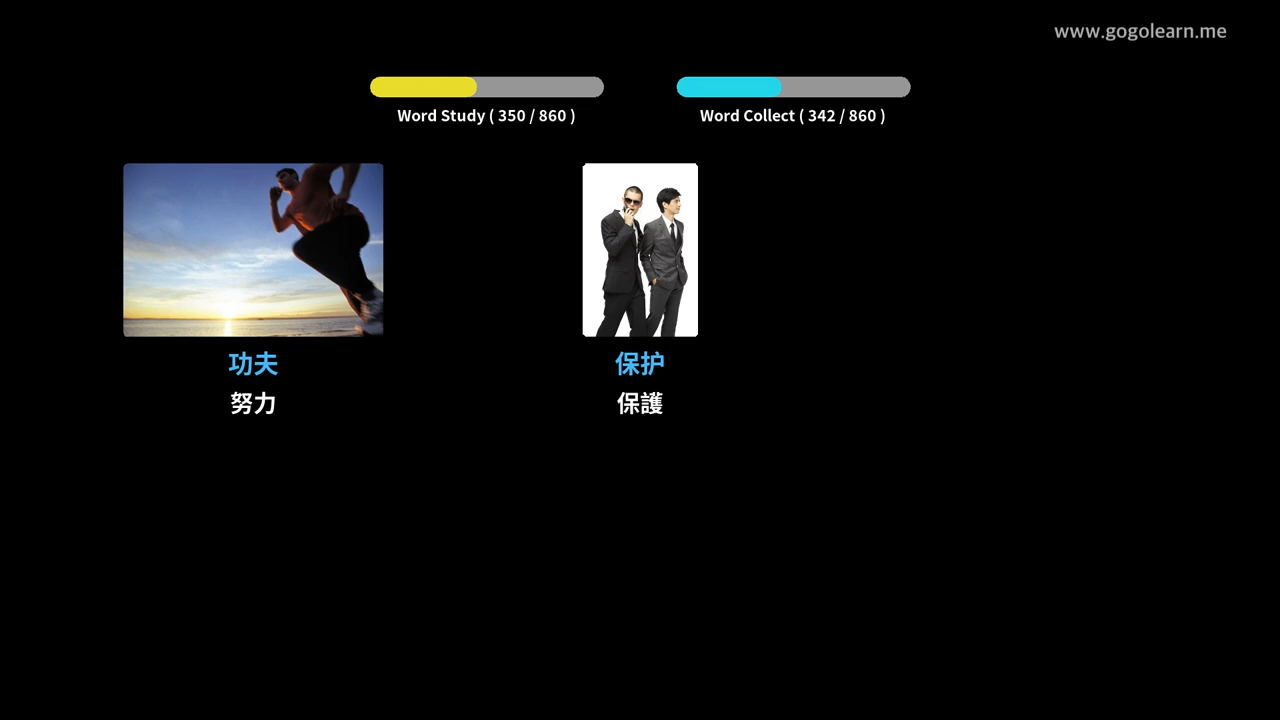 www.gogolearn.me
Word Study ( 350 / 860 )
Word Collect ( 342 / 860 )
功夫
努力
保护
保護